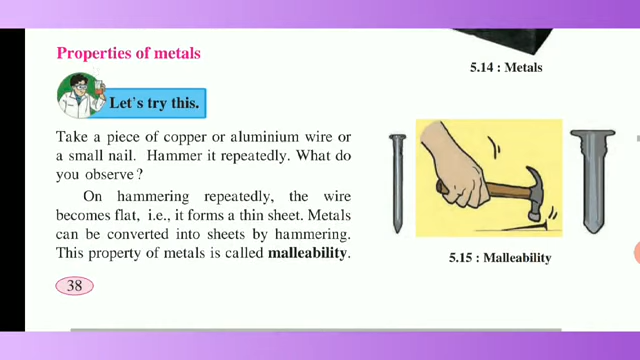 Properties of metals
Let's try this.
Take a piece of copper or aluminium wire or
a small nail. Hammer it repeatedly. What do
you observe?
On hammering repeatedly, the wire
becomes flat, i.e., it forms a thin sheet. Metals
can be converted into sheets by hammering.
This property of metals is called malleability.
38
5.14 : Metals
5.15 : Malleability